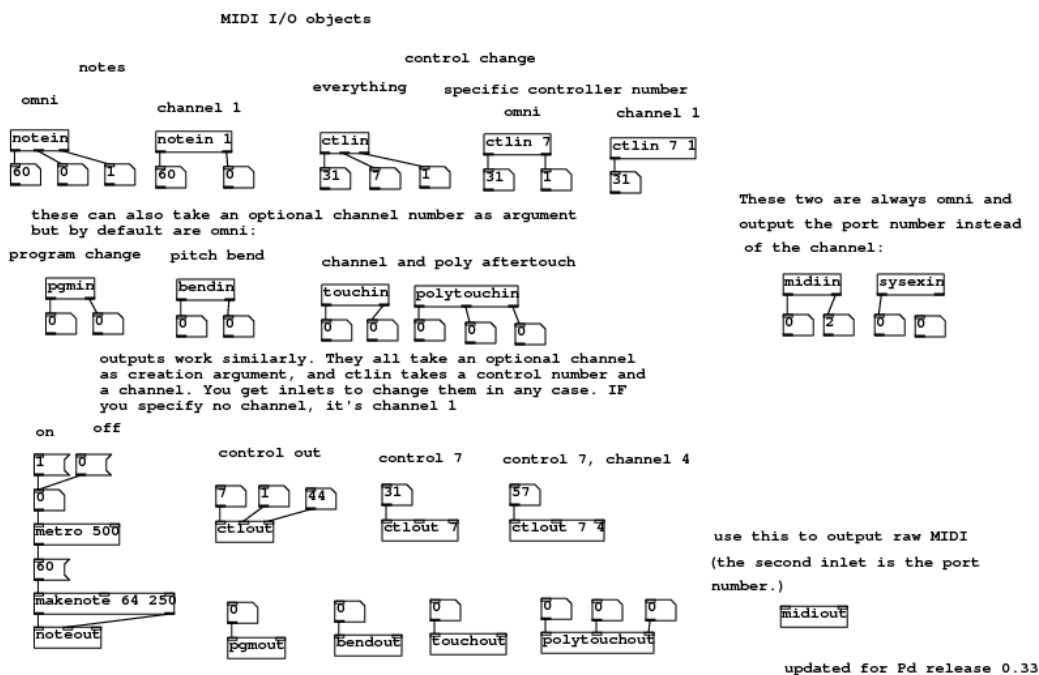 MIDI I/O objects
notes
control change
everything
specific controller number
omni
channel 1
omni
channel 1
notein
notein 1
ctlin
ctlin 7
ctlin 7 1
60
0
1
60
0
31
7
1
31
1
31
these can also take an optional channel number as argument
but by default are omni:
These two are always omni and
output the port number instead
of the channel:
program change
pitch bend
channel and poly aftertouch
pgmin
bendin
touchin
polytouchin
midiin
sysexin
0
0
0
0
0
0
0
0
0
0
2
0
0
outputs work similarly. They all take an optional channel
as creation argument, and ctlin takes a control number and
a channel. You get inlets to change them in any case. IF
you specify no channel, it's channel 1
on
off
control out
control 7
control 7, channel 4
1
0
0
7
1
44
31
57
metro 500
ctlout
ctlout 7
ctlout 7 4
use this to output raw MIDI
(the second inlet is the port
number.)
60
makenote 64 250
noteout
0
0
0
0
0
0
pgmout
bendout
touchout
polytouchout
midiout
updated for Pd release 0.33